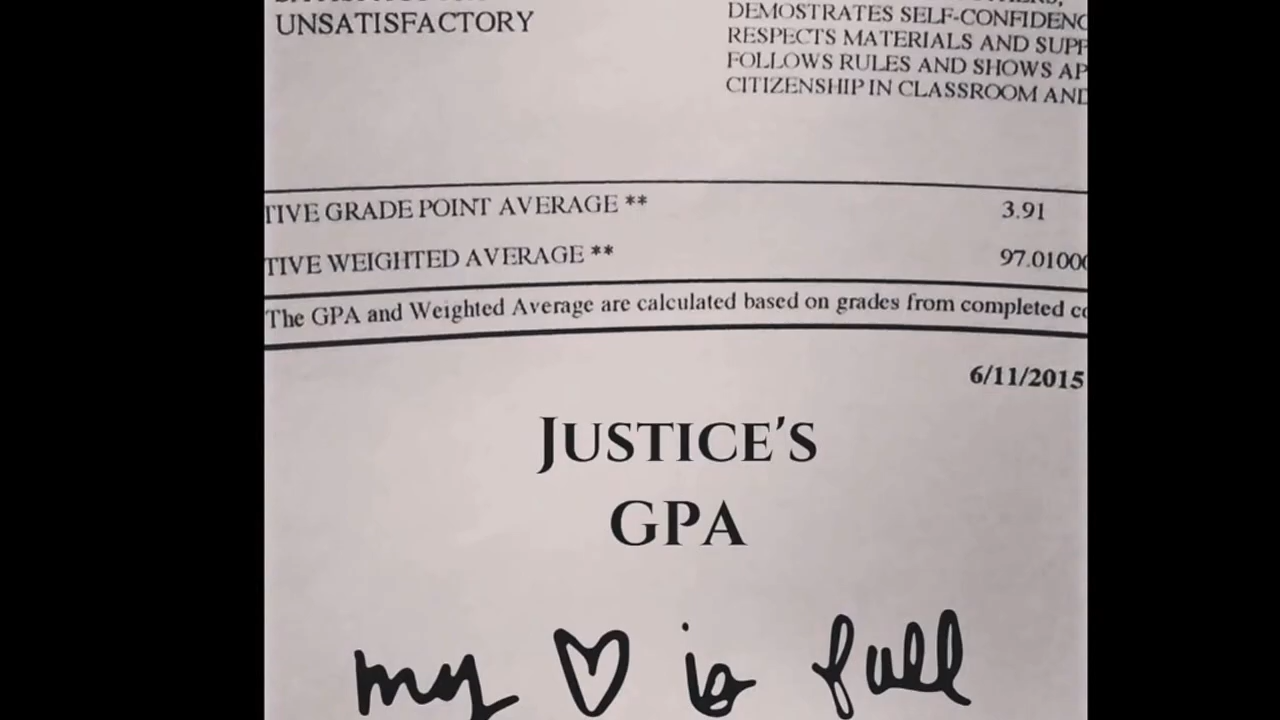 UNSATISFACTORY
DEMOSTRATES SELF-CONFIDENC
RESPECTS MATERIALS AND SUPP
FOLLOWS RULES AND SHOWS AP
CITIZENSHIP IN CLASSROOM AND
TIVE GRADE POINT AVERAGE ** 3.91
TIVE WEIGHTED AVERAGE ** 97.01000
The GPA and Weighted Average are calculated based on grades from completed co
6/11/2015
JUSTICE'S
GPA
my ♡ is full